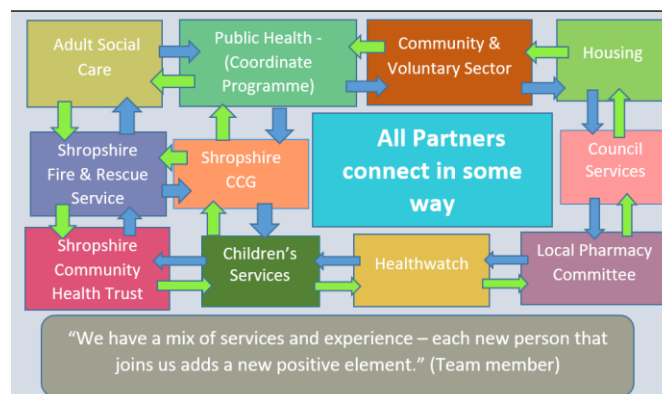 Adult Social
Care
Public Health -
(Coordinate
Programme)
Community &
Voluntary Sector
Housing
Shropshire
Fire & Rescue
Service
Shropshire
CCG
All Partners
connect in some
way
Council
Services
Shropshire
Community
Health Trust
Children’s
Services
Healthwatch
Local Pharmacy
Committee
“We have a mix of services and experience – each new person that
joins us adds a new positive element.” (Team member)